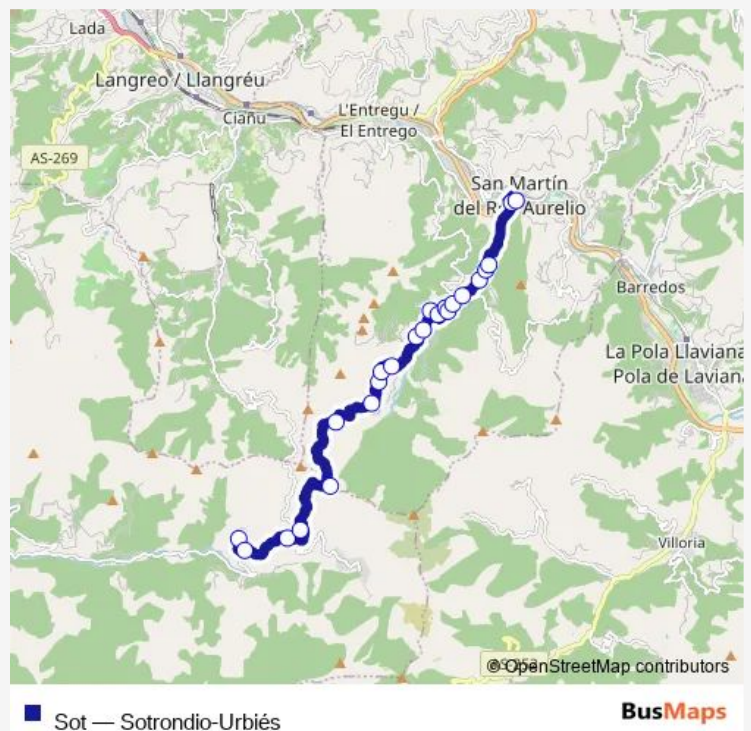 Lada
Langreo / Llangréu
Ciañu
L'Entregu /
El Entrego
AS-269
San Martín
del R Aurelio
Barredos
La Pola Llaviana
Pola de Laviana
Villoria
© OpenStreetMap contributors
Sot — Sotrondio-Urbiés
BusMaps